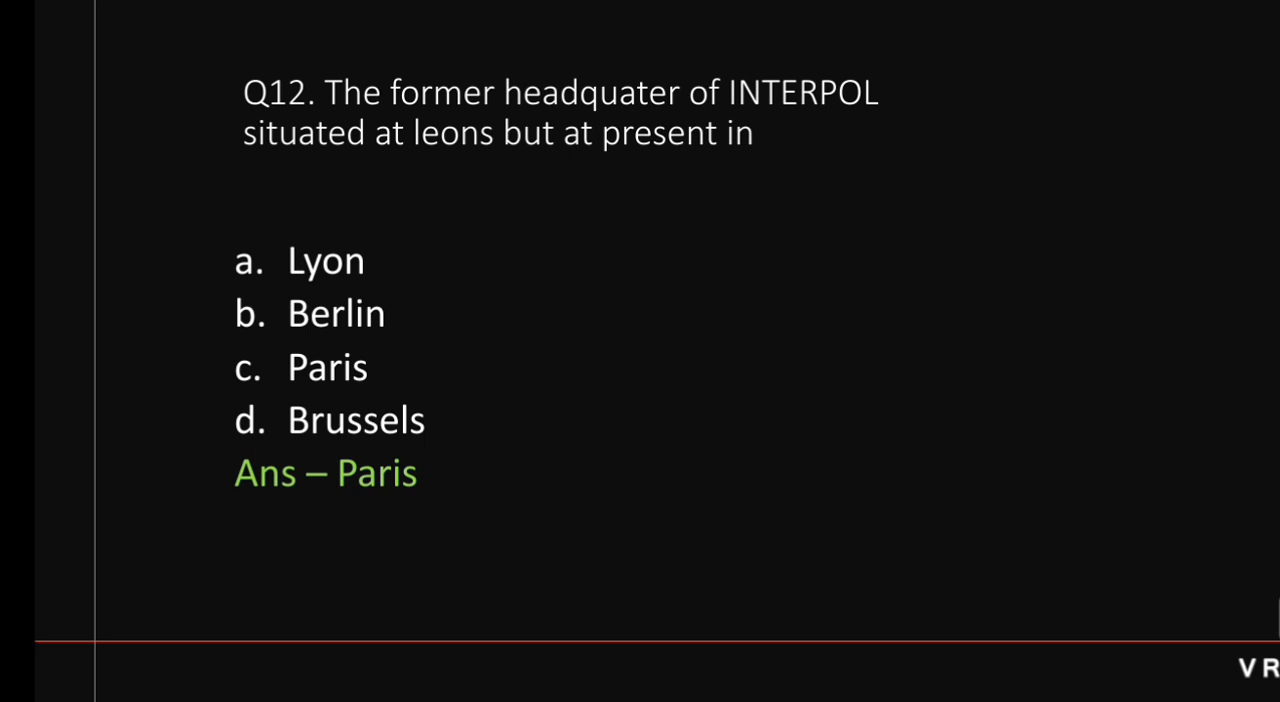 Q12. The former headquater of INTERPOL
situated at leons but at present in
a. Lyon
b. Berlin
c. Paris
d. Brussels
Ans – Paris
VR